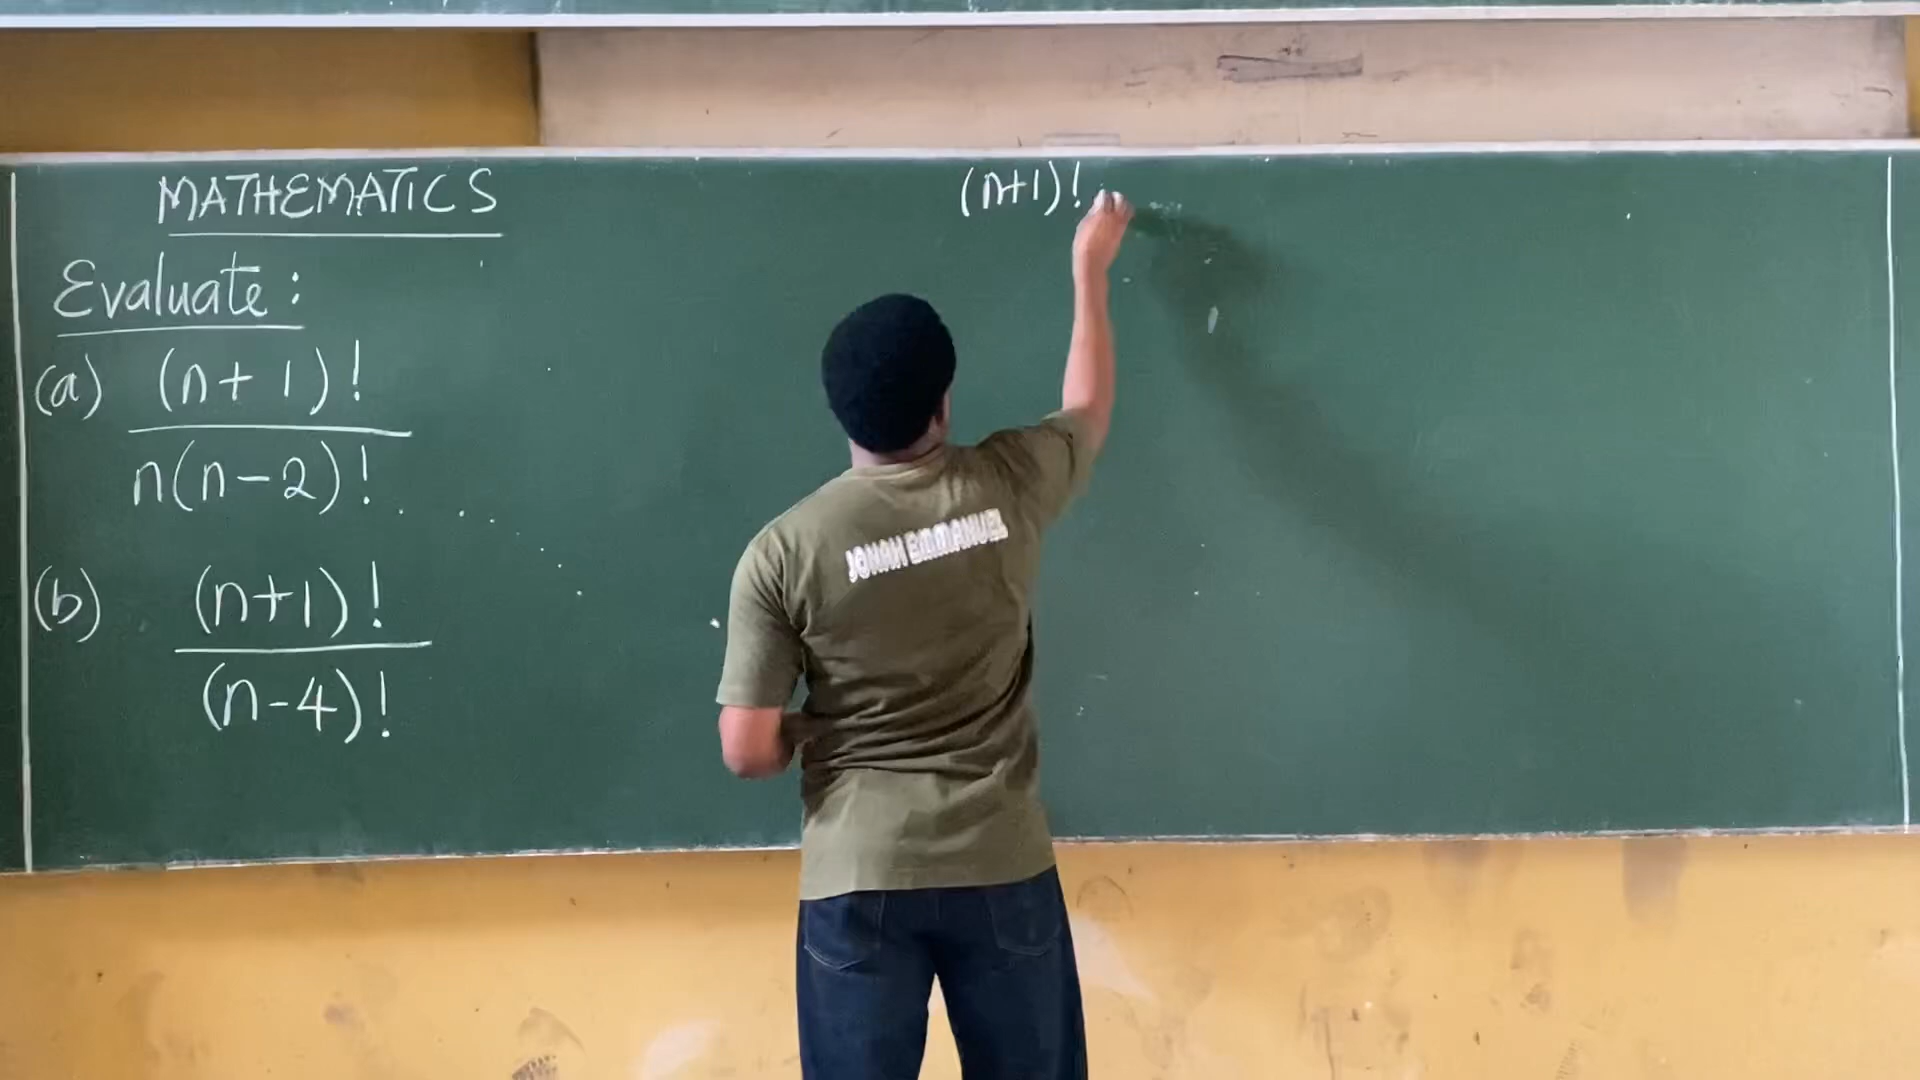 MATHEMATICS
Evaluate:
(a) (n+1)!
n(n-2)!
(b) (n+1)!
(n-4)!
(n+1)!
JONAH EMMANUEL